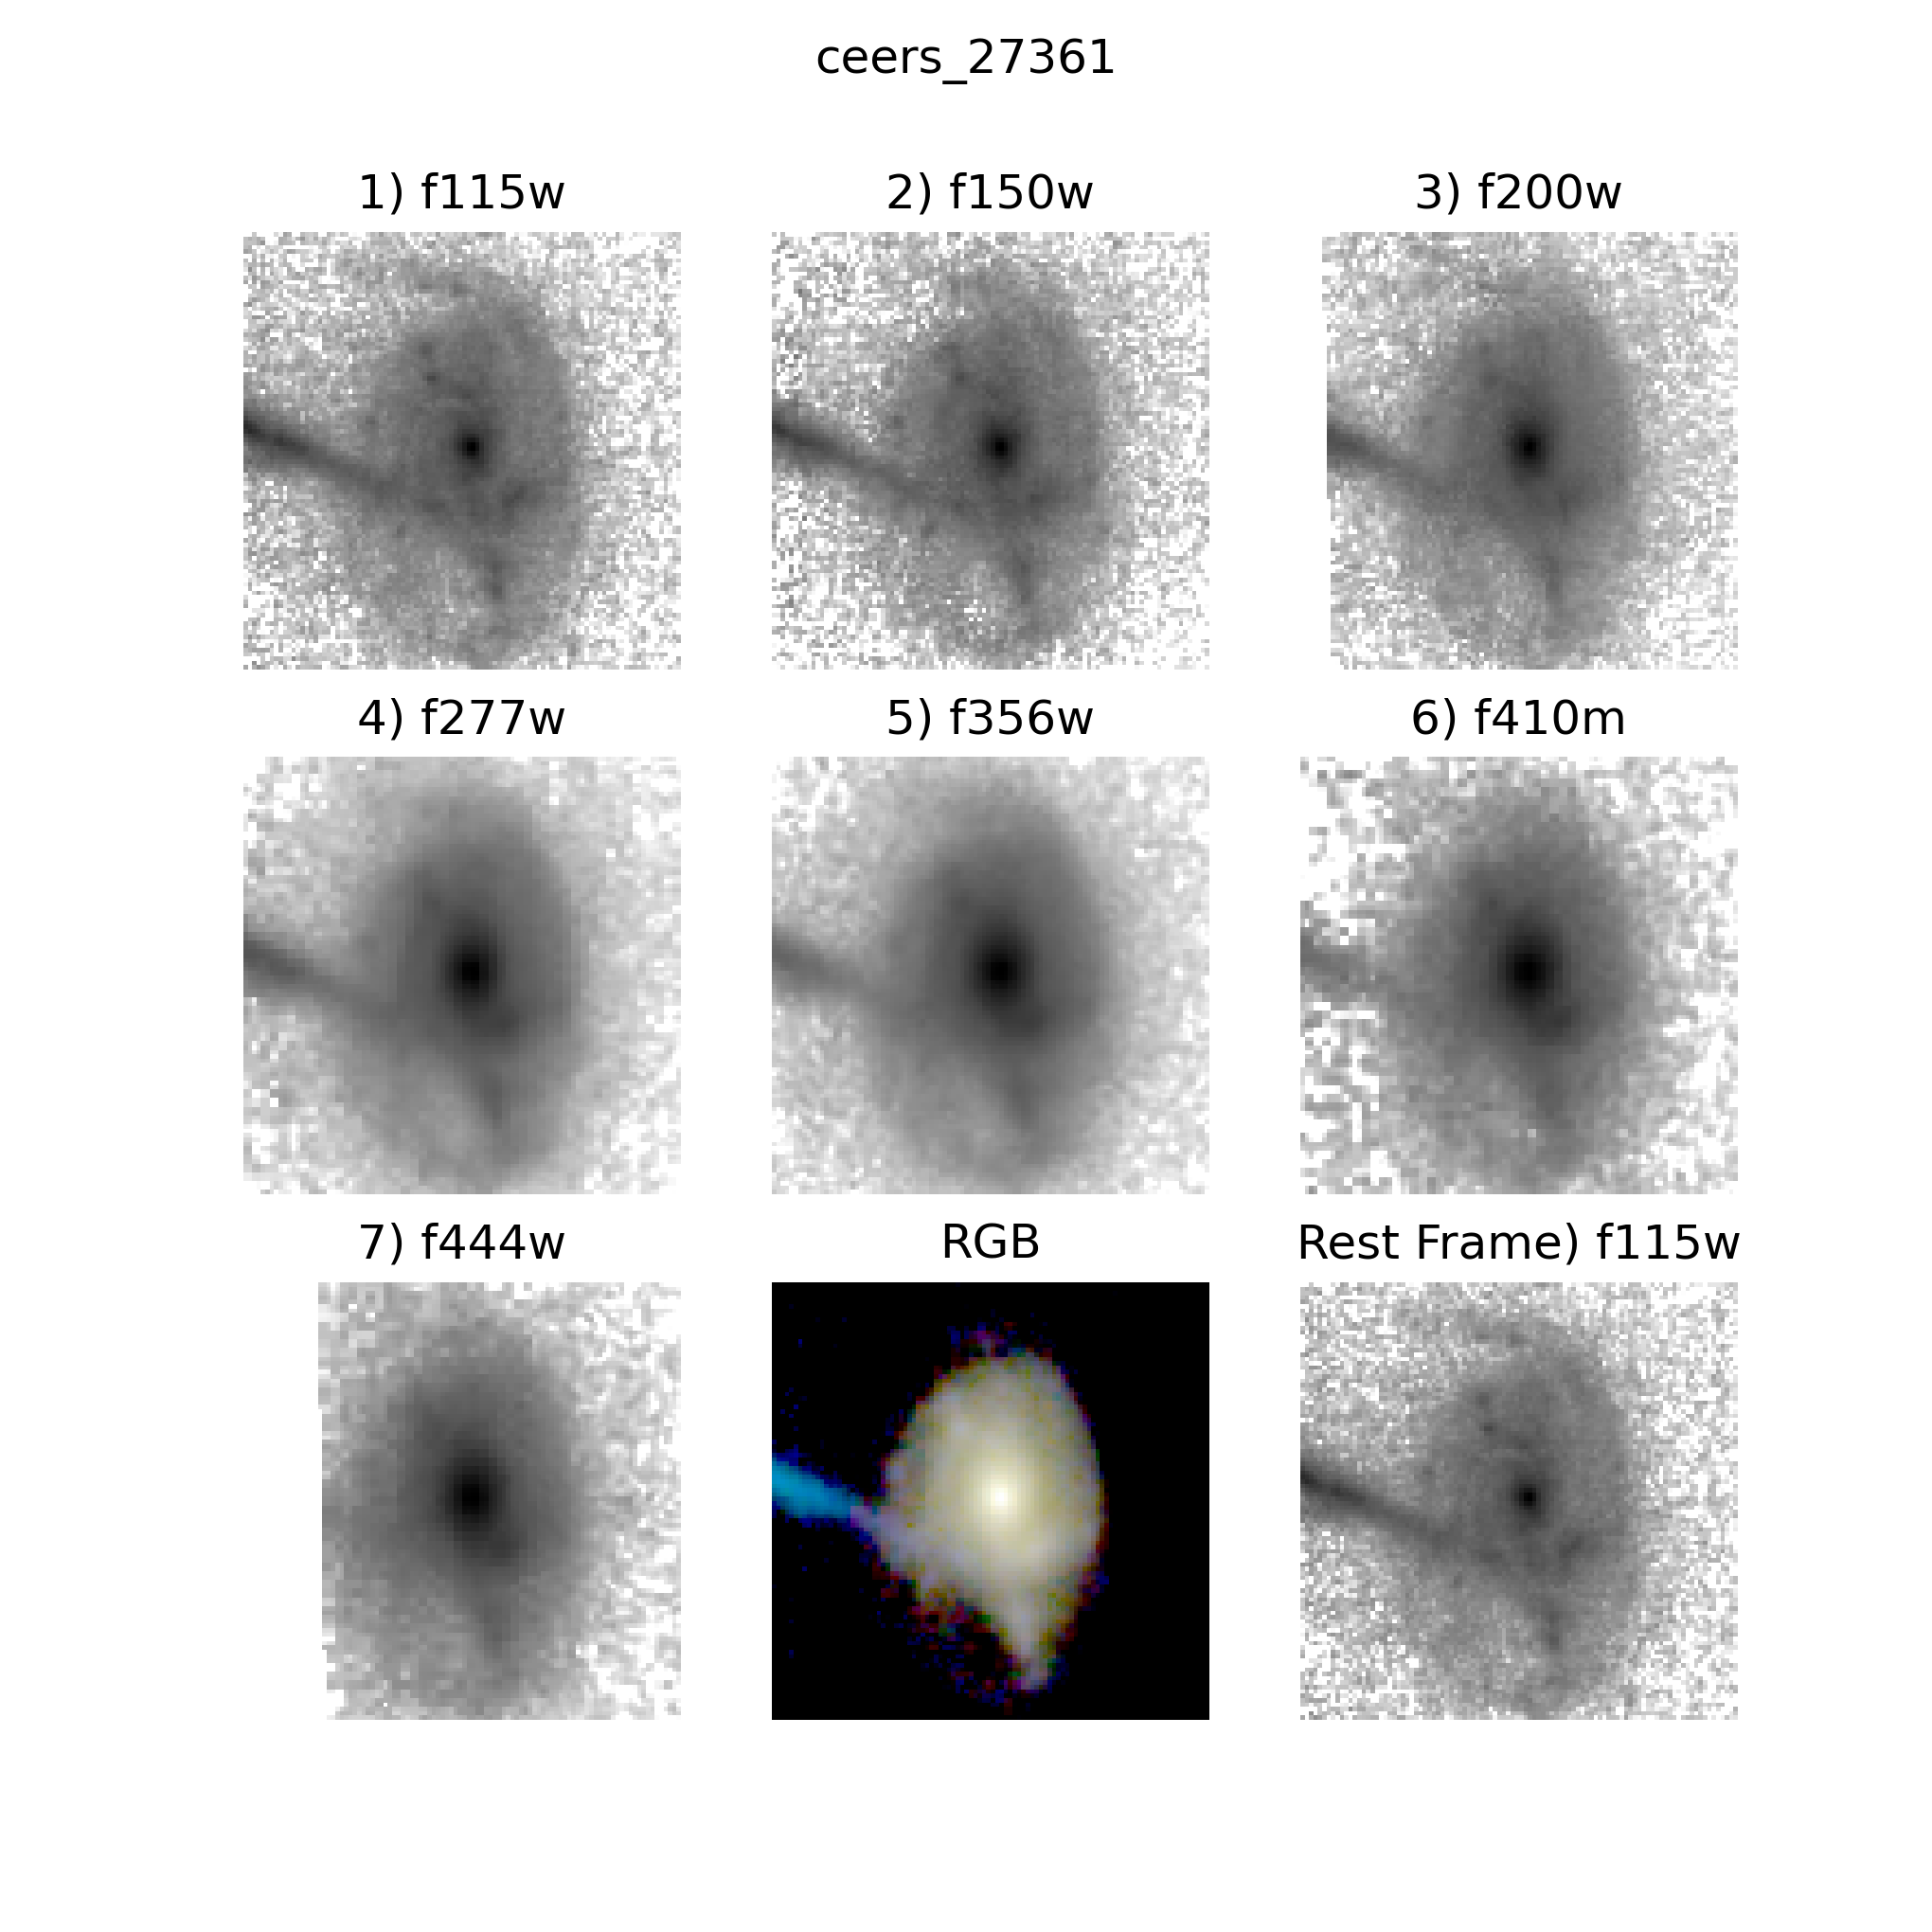 ceers_27361
1) f115w
2) f150w
3) f200w
4) f277w
5) f356w
6) f410m
7) f444w
RGB
Rest Frame) f115w